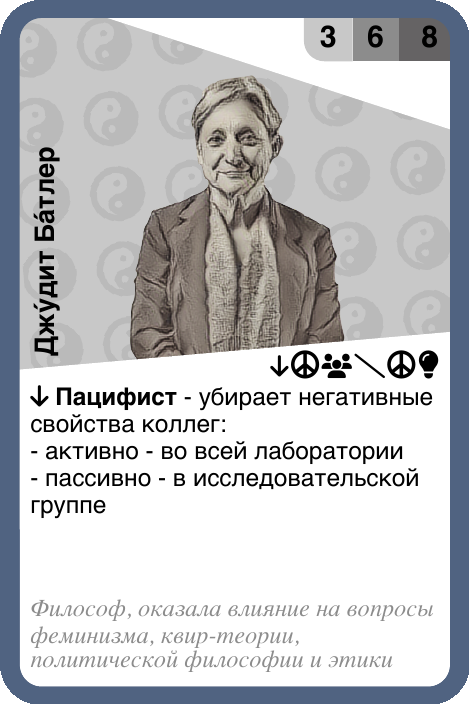 3 6 8
Джу́дит Ба́тлер
Пацифист - убирает негативные
свойства коллег:
- активно - во всей лаборатории
- пассивно - в исследовательской
группе
Философ, оказала влияние на вопросы
феминизма, квир-теории,
политической философии и этики